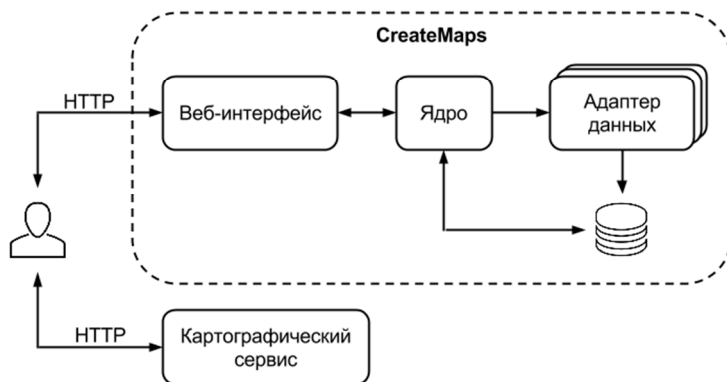 CreateMaps
HTTP
Веб-интерфейс
Ядро
Адаптер
данных
HTTP
Картографический
сервис